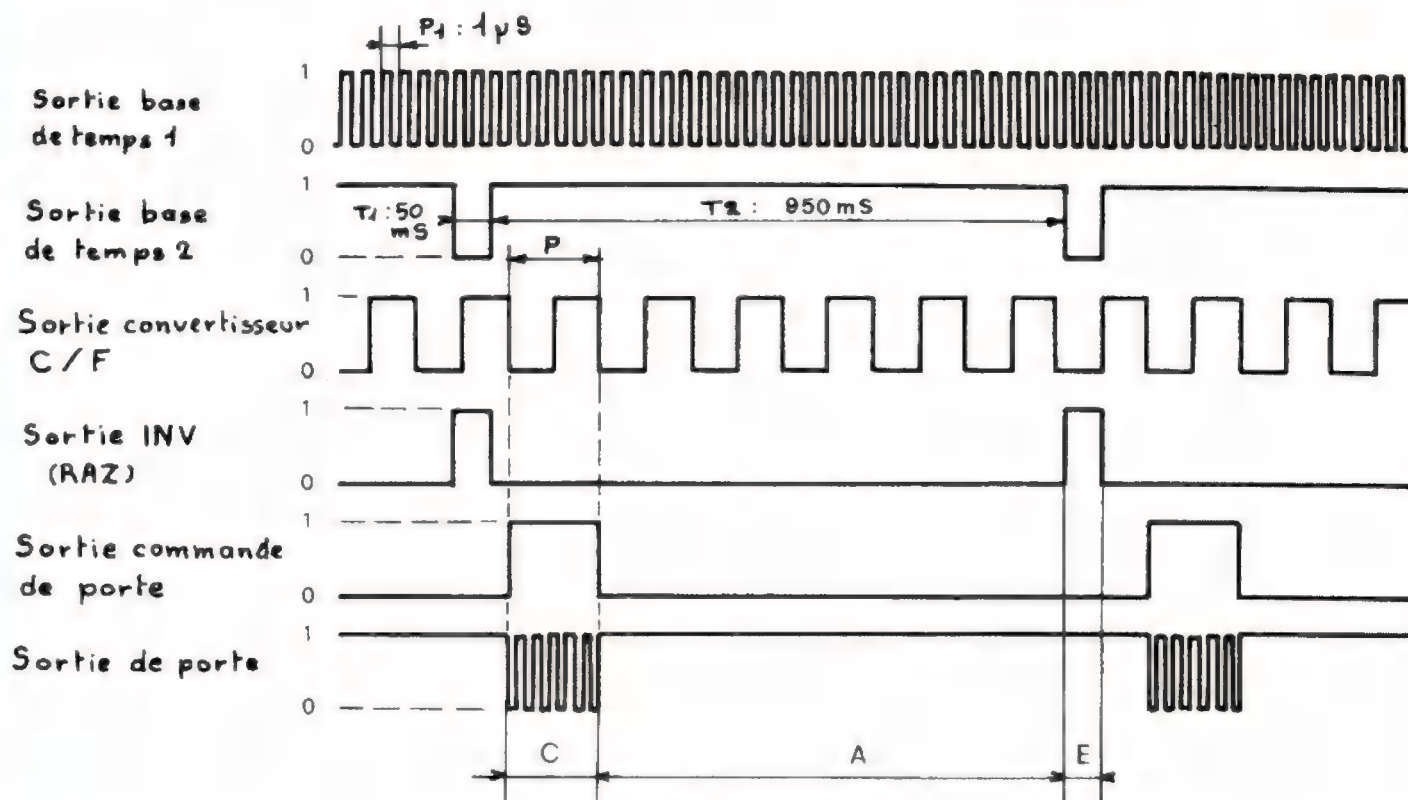 P1 : 1 µS
Sortie base
de temps 1
1
0
Sortie base
de temps 2
1
0
T1 : 50
mS
T2 : 950 mS
P
Sortie convertisseur
C / F
1
0
Sortie INV
(RAZ)
1
0
Sortie commande
de porte
1
0
Sortie de porte
1
0
C
A
E